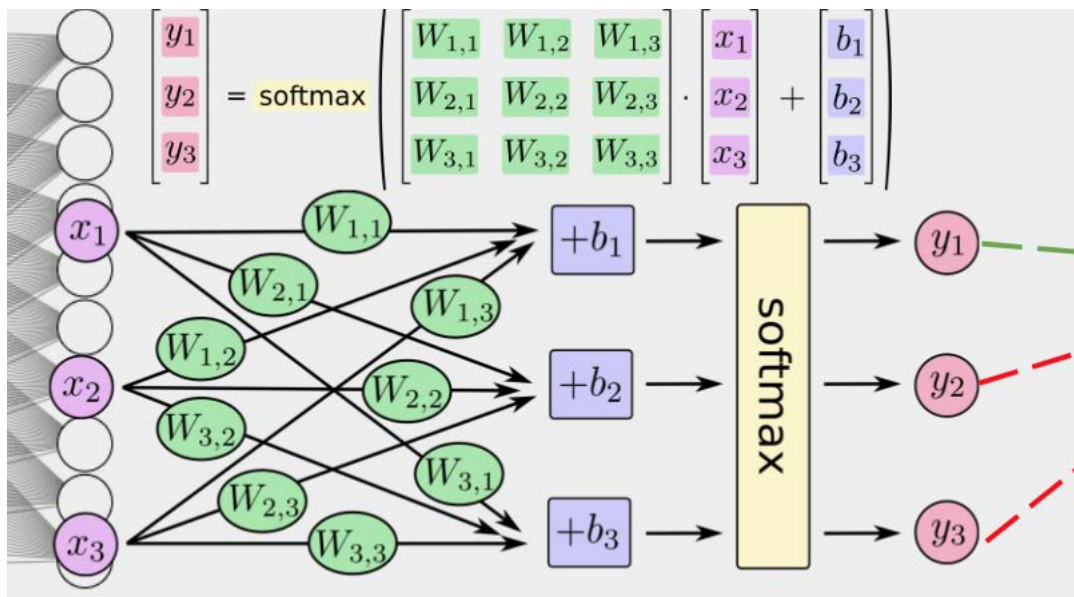 y1 W1,1 W1,2 W1,3 x1 b1
y2 = softmax W2,1 W2,2 W2,3 · x2 + b2
y3 W3,1 W3,2 W3,3 x3 b3
x1 W1,1 +b1 y1
W2,1 W1,3
W1,2
x2 W2,2 +b2 softmax y2
W3,2
W3,1
W2,3
x3 W3,3 +b3 y3